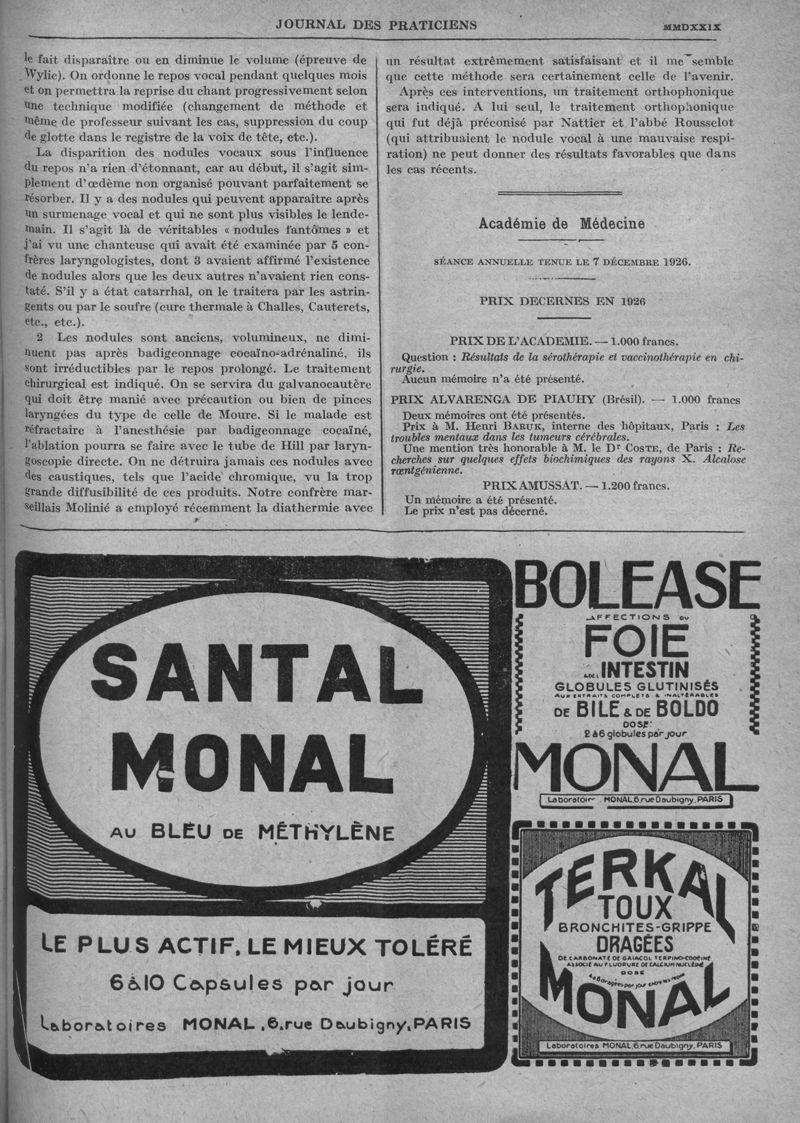 JOURNAL DES PRATICIENS
MMDXXIX
le fait disparaître ou en diminue le volume (épreuve de
Wylie). On ordonne le repos vocal pendant quelques mois
et on permettra la reprise du chant progressivement selon
une technique modifiée (changement de méthode et
même de professeur suivant les cas, suppression du coup
de glotte dans le registre de la voix de tête, etc.).
La disparition des nodules vocaux sous l'influence
du repos n'a rien d'étonnant, car au début, il s'agit sim-
plement d'œdème non organisé pouvant parfaitement se
résorber. Il y a des nodules qui peuvent apparaître après
un surmenage vocal et qui ne sont plus visibles le lende-
main. Il s'agit là de véritables « nodules fantômes » et
j'ai vu une chanteuse qui avait été examinée par 5 con-
frères laryngologistes, dont 3 avaient affirmé l'existence
de nodules alors que les deux autres n'avaient rien cons-
taté. S'il y a état catarrhal, on le traitera par les astrin-
gents ou par le soufre (cure thermale à Challes, Cauterets,
etc., etc.).
2 Les nodules sont anciens, volumineux, ne dimi-
nuent pas après badigeonnage cocaïno-adrénaliné, ils
sont irréductibles par le repos prolongé. Le traitement
chirurgical est indiqué. On se servira du galvanocautère
qui doit être manié avec précaution ou bien de pinces
laryngées du type de celle de Moure. Si le malade est
réfractaire à l'anesthésie par badigeonnage cocaïné,
l'ablation pourra se faire avec le tube de Hill par laryn-
goscopie directe. On ne détruira jamais ces nodules avec
des caustiques, tels que l'acide chromique, vu la trop
grande diffusibilité de ces produits. Notre confrère mar-
seillais Molinié a employé récemment la diathermie avec
un résultat extrêmement satisfaisant et il me semble
que cette méthode sera certainement celle de l'avenir.
Après ces interventions, un traitement orthophonique
sera indiqué. A lui seul, le traitement orthophonique
qui fut déjà préconisé par Nattier et l'abbé Rousselot
(qui attribuaient le nodule vocal à une mauvaise respi-
ration) ne peut donner des résultats favorables que dans
les cas récents.
Académie de Médecine
SÉANCE ANNUELLE TENUE LE 7 DÉCEMBRE 1926.
PRIX DECERNES EN 1926
PRIX DE L'ACADEMIE. — 1.000 francs.
Question : Résultats de la sérothérapie et vaccinothérapie en chi-
rurgie.
Aucun mémoire n'a été présenté.
PRIX ALVARENGA DE PIAUHY (Brésil). — 1.000 francs
Deux mémoires ont été présentés.
Prix à M. Henri BARUK, interne des hôpitaux, Paris : Les
troubles mentaux dans les tumeurs cérébrales.
Une mention très honorable à M. le Dr COSTE, de Paris : Re-
cherches sur quelques effets biochimiques des rayons X. Alcalose
rœntgénienne.
PRIX AMUSSAT. — 1.200 francs.
Un mémoire a été présenté.
Le prix n'est pas décerné.
SANTAL
MONAL
AU BLEU DE MÉTHYLÈNE
LE PLUS ACTIF, LE MIEUX TOLÉRÉ
6 à 10 Capsules par jour
Laboratoires MONAL, 6, rue Daubigny, PARIS
BOLEASE
AFFECTIONS DU
FOIE
& DE L'INTESTIN
GLOBULES GLUTINISÉS
AUX EXTRAITS COMPLETS & INALTÉRABLES
DE BILE & DE BOLDO
DOSE:
2 à 6 globules par jour
MONAL
Laboratoir MONAL, 6, rue Daubigny, PARIS
TERKAL
TOUX
BRONCHITES-GRIPPE
DRAGÉES
DE CARBONATE DE GAIACOL TERPINO-CODÉINÉ
ASSOCIÉ AU FLUORURE DE CALCIUM NUCLÉINÉ
DOSE
dragées par jour entre les repas
MONAL
Laboratoires MONAL, 6, rue Daubigny, PARIS